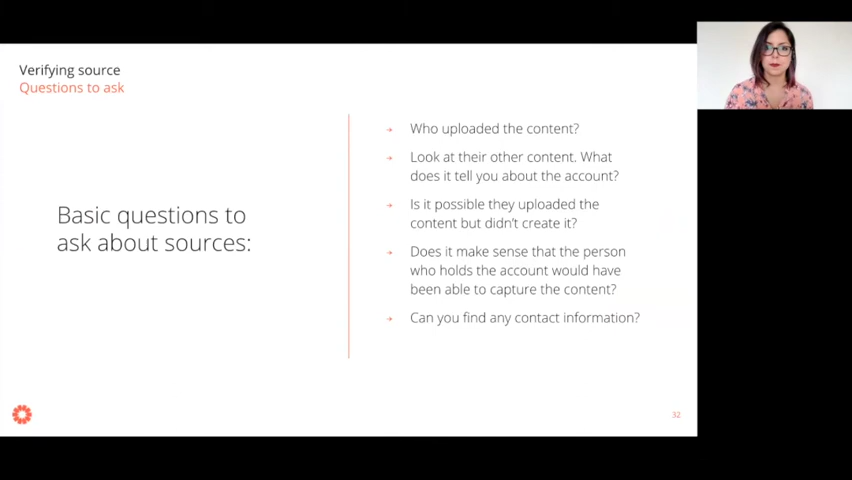 Verifying source
Questions to ask
Basic questions to
ask about sources:
→ Who uploaded the content?
→ Look at their other content. What
does it tell you about the account?
→ Is it possible they uploaded the
content but didn't create it?
→ Does it make sense that the person
who holds the account would have
been able to capture the content?
→ Can you find any contact information?
32